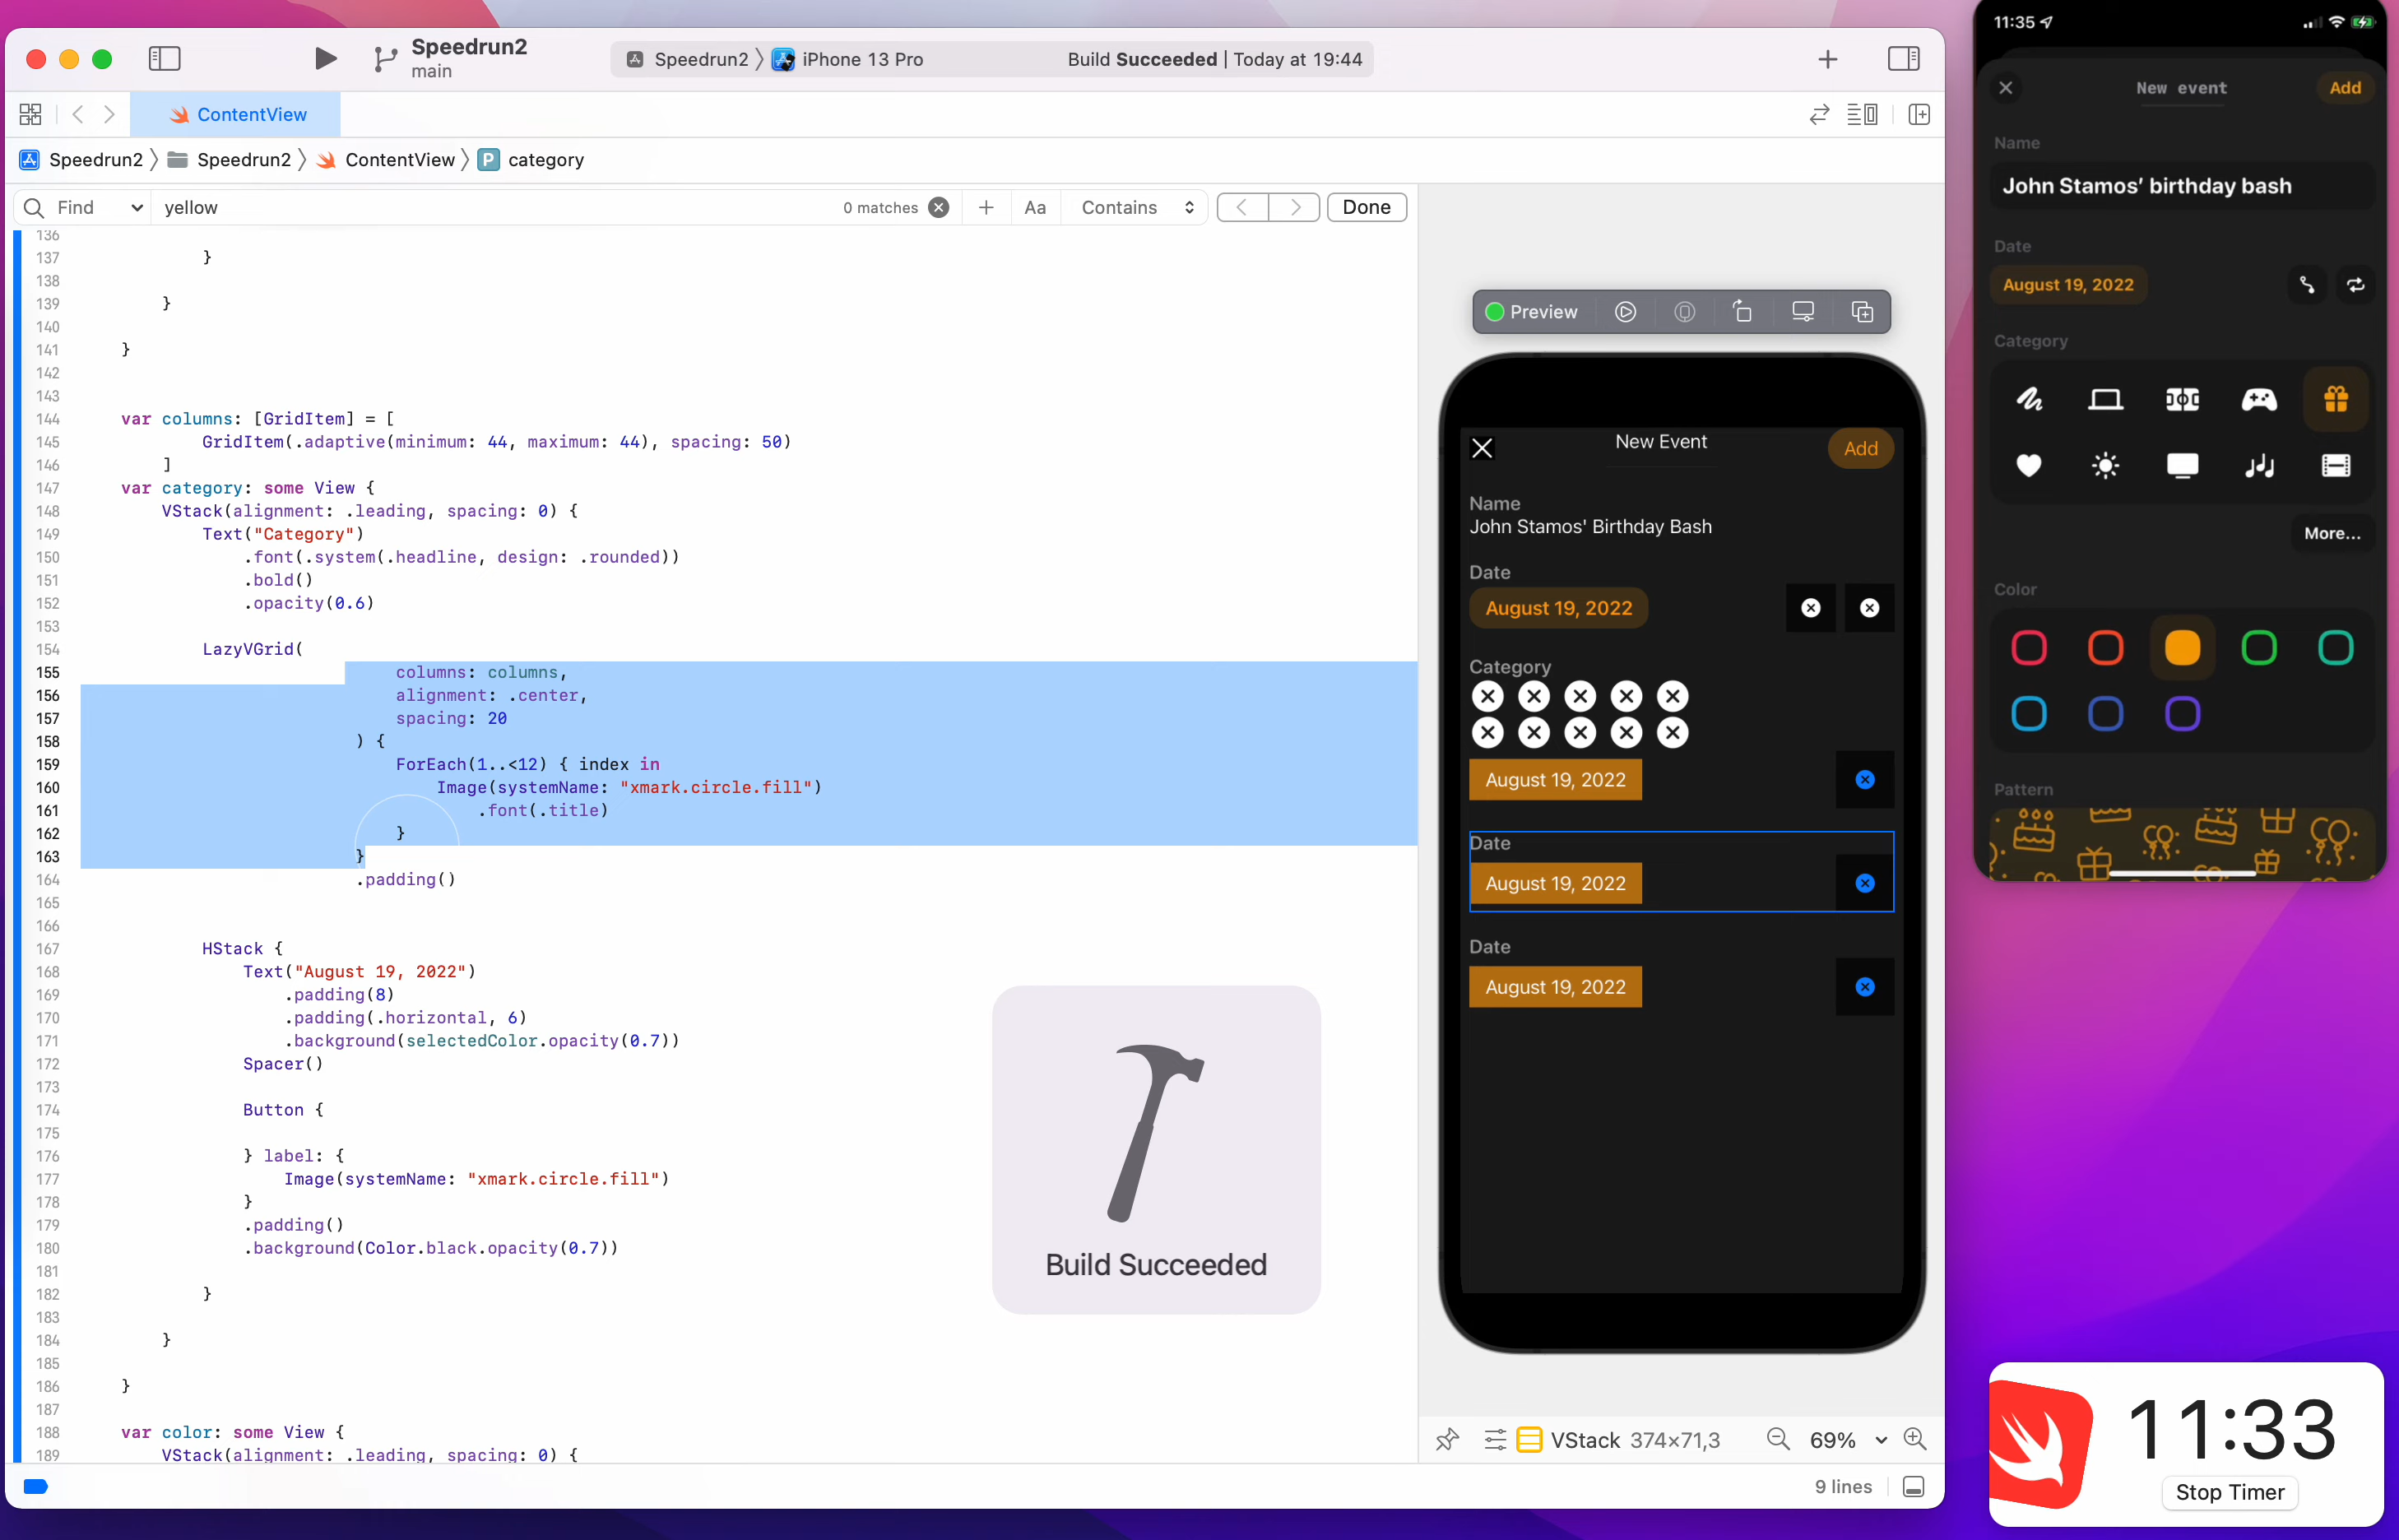 Speedrun2
main
Speedrun2 〉 iPhone 13 Pro
Build Succeeded | Today at 19:44
ContentView
Speedrun2 〉 Speedrun2 〉 ContentView 〉 P category
Find yellow 0 matches Aa Contains Done
136
137 }
138
139 }
140
141 }
142
143
144 var columns: [GridItem] = [
145 GridItem(.adaptive(minimum: 44, maximum: 44), spacing: 50)
146 ]
147 var category: some View {
148 VStack(alignment: .leading, spacing: 0) {
149 Text("Category")
150 .font(.system(.headline, design: .rounded))
151 .bold()
152 .opacity(0.6)
153
154 LazyVGrid(
155 columns: columns,
156 alignment: .center,
157 spacing: 20
158 ) {
159 ForEach(1..<12) { index in
160 Image(systemName: "xmark.circle.fill")
161 .font(.title)
162 }
163 }
164 .padding()
165
166
167 HStack {
168 Text("August 19, 2022")
169 .padding(8)
170 .padding(.horizontal, 6)
171 .background(selectedColor.opacity(0.7))
172 Spacer()
173
174 Button {
175
176 } label: {
177 Image(systemName: "xmark.circle.fill")
178 }
179 .padding()
180 .background(Color.black.opacity(0.7))
181
182 }
183
184 }
185
186 }
187
188 var color: some View {
189 VStack(alignment: .leading, spacing: 0) {
Build Succeeded
Preview
New Event
Add
Name
John Stamos' Birthday Bash
Date
August 19, 2022
Category
August 19, 2022
Date
August 19, 2022
Date
August 19, 2022
VStack 374×71,3
69%
9 lines
11:35
New event
Add
Name
John Stamos' birthday bash
Date
August 19, 2022
Category
More...
Color
Pattern
11:33
Stop Timer